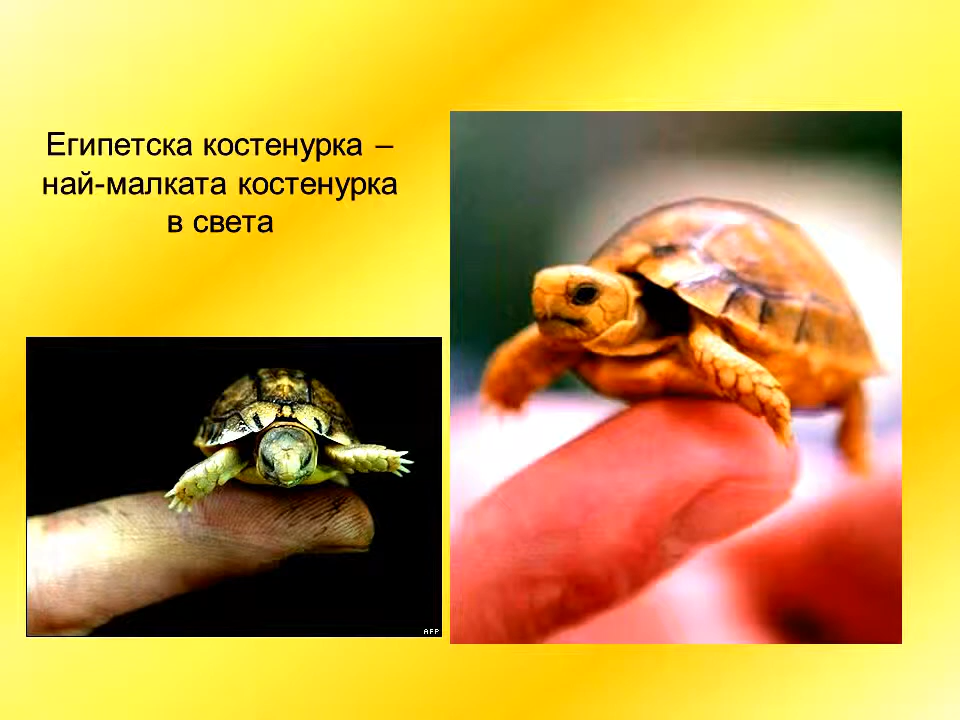 Египетска костенурка –
най-малката костенурка
в света
AFP